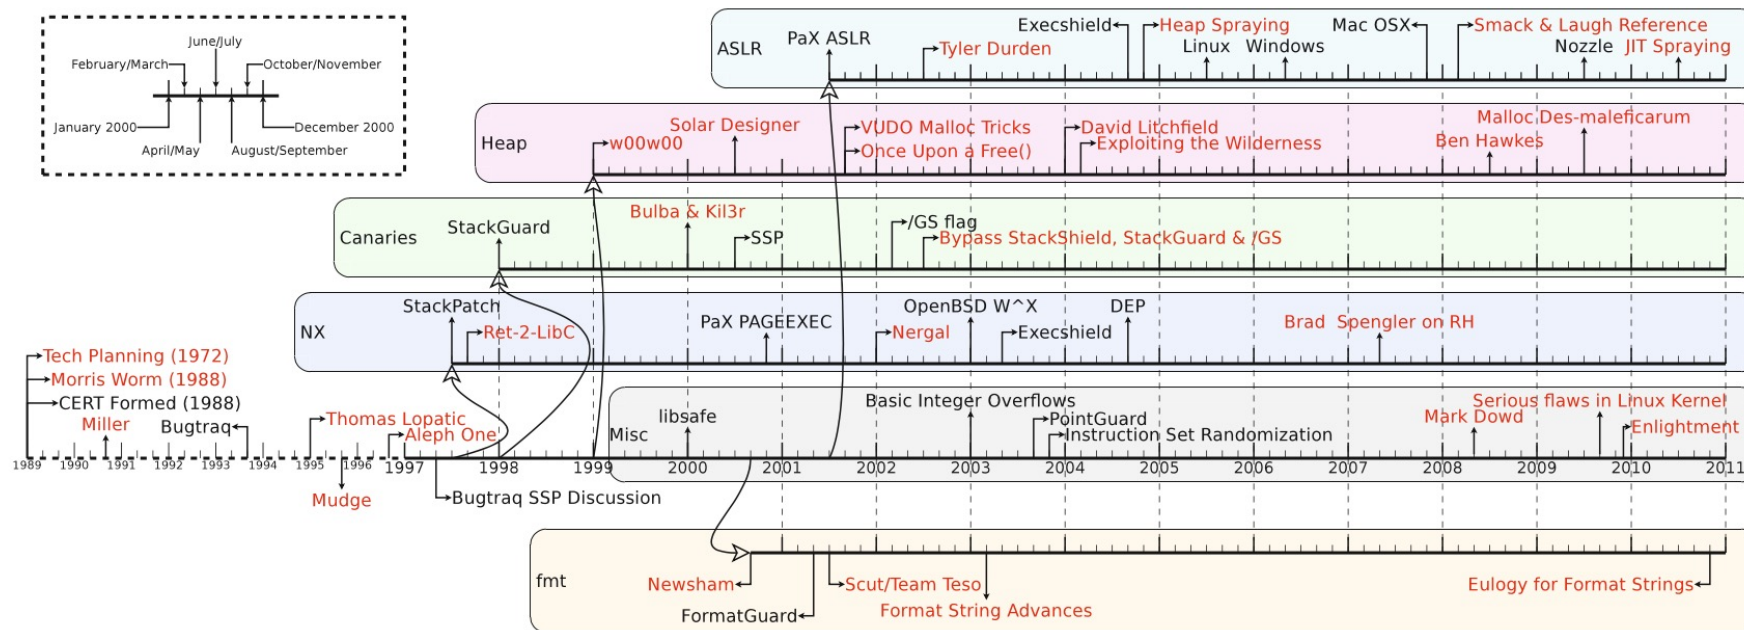 June/July
February/March
October/November
January 2000
December 2000
April/May
August/September
ASLR
PaX ASLR
Tyler Durden
Execshield
Heap Spraying
Linux
Windows
Mac OSX
Smack & Laugh Reference
Nozzle
JIT Spraying
Heap
w00w00
Solar Designer
VUDO Malloc Tricks
Once Upon a Free()
David Litchfield
Exploiting the Wilderness
Ben Hawkes
Malloc Des-maleficarum
Canaries
StackGuard
Bulba & Kil3r
SSP
/GS flag
Bypass StackShield, StackGuard & /GS
NX
StackPatch
Ret-2-LibC
PaX PAGEEXEC
Nergal
OpenBSD W^X
Execshield
DEP
Brad Spengler on RH
Tech Planning (1972)
Morris Worm (1988)
CERT Formed (1988)
Miller
Bugtraq
Thomas Lopatic
Aleph One
Mudge
Bugtraq SSP Discussion
Misc
libsafe
Basic Integer Overflows
PointGuard
Instruction Set Randomization
Mark Dowd
Serious flaws in Linux Kernel
Enlightment
1989 1990 1991 1992 1993 1994 1995 1996 1997 1998 1999 2000 2001 2002 2003 2004 2005 2006 2007 2008 2009 2010 2011
fmt
Newsham
FormatGuard
Scut/Team Teso
Format String Advances
Eulogy for Format Strings